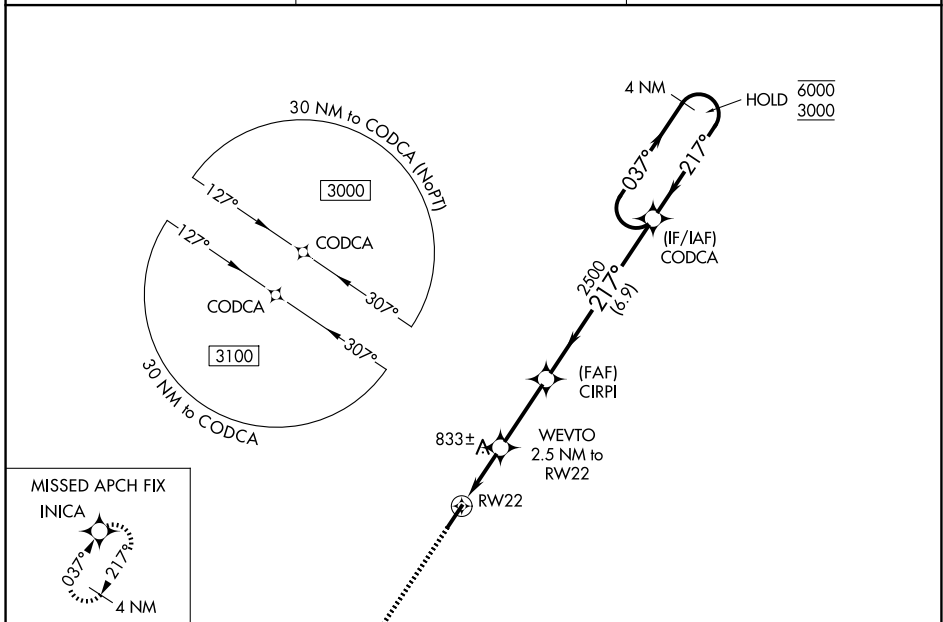 30 NM to CODCA (NoPT)
3000
127°
CODCA
307°
127°
CODCA
307°
3100
30 NM to CODCA
4 NM
HOLD
6000
3000
037°
217°
(IF/IAF)
CODCA
2500
217°
(6.9)
(FAF)
CIRPI
833±
WEVTO
2.5 NM to
RW22
RW22
MISSED APCH FIX
INICA
037°
217°
4 NM